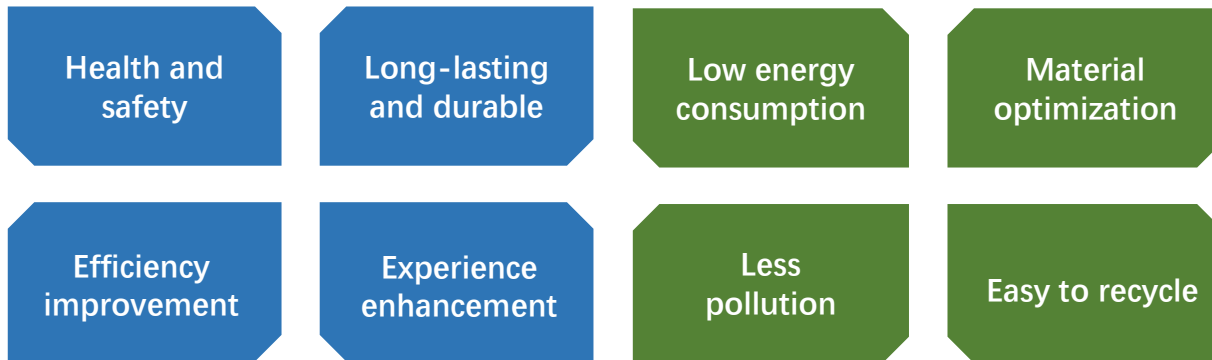 Health and
safety
Long-lasting
and durable
Low energy
consumption
Material
optimization
Efficiency
improvement
Experience
enhancement
Less
pollution
Easy to recycle